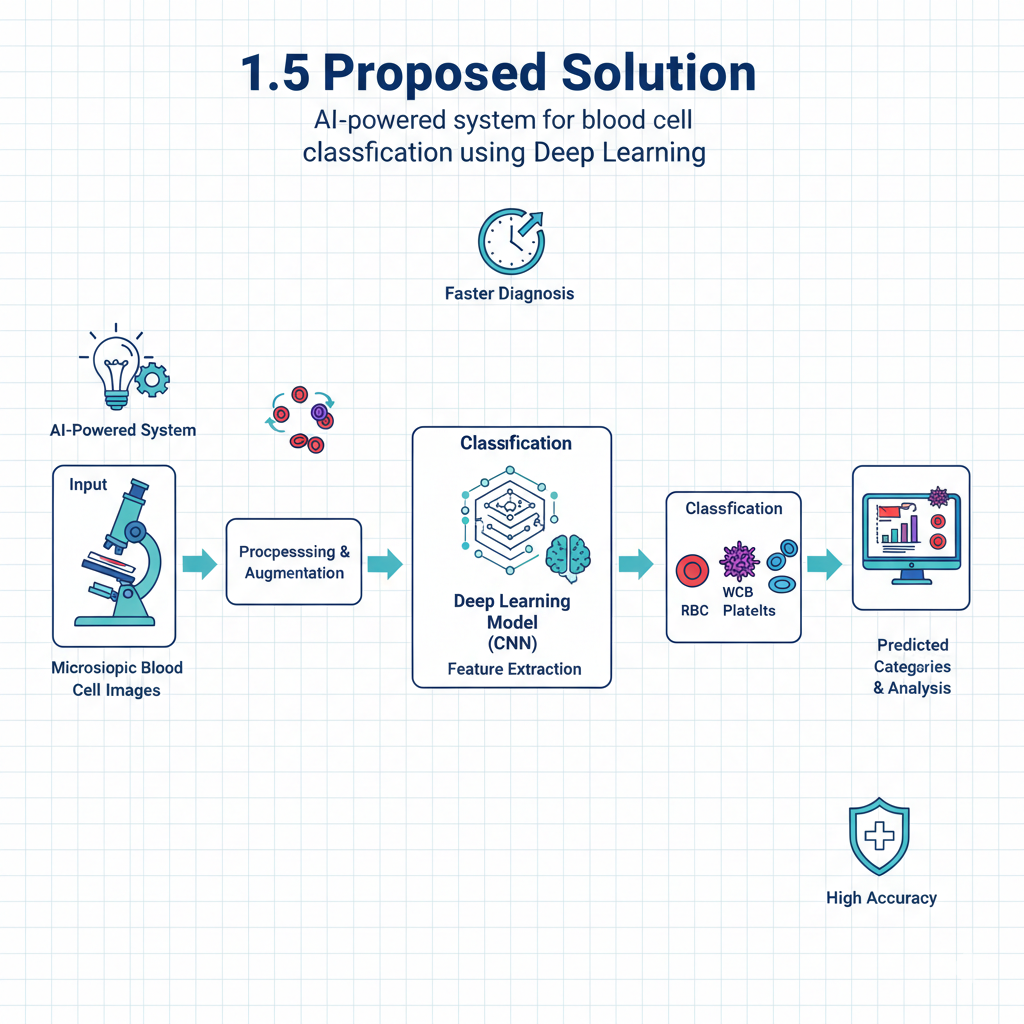 1.5 Proposed Solution
AI-powered system for blood cell
classfication using Deep Learning
Faster Diagnosis
AI-Powered System
Input
Microsiopic Blood
Cell Images
Procpesssing &
Augmentation
Classfication
Deep Learning
Model
(CNN)
Feature Extraction
Classfication
RBC
WCB
Platelts
Predicted
Categories
& Analysis
High Accuracy